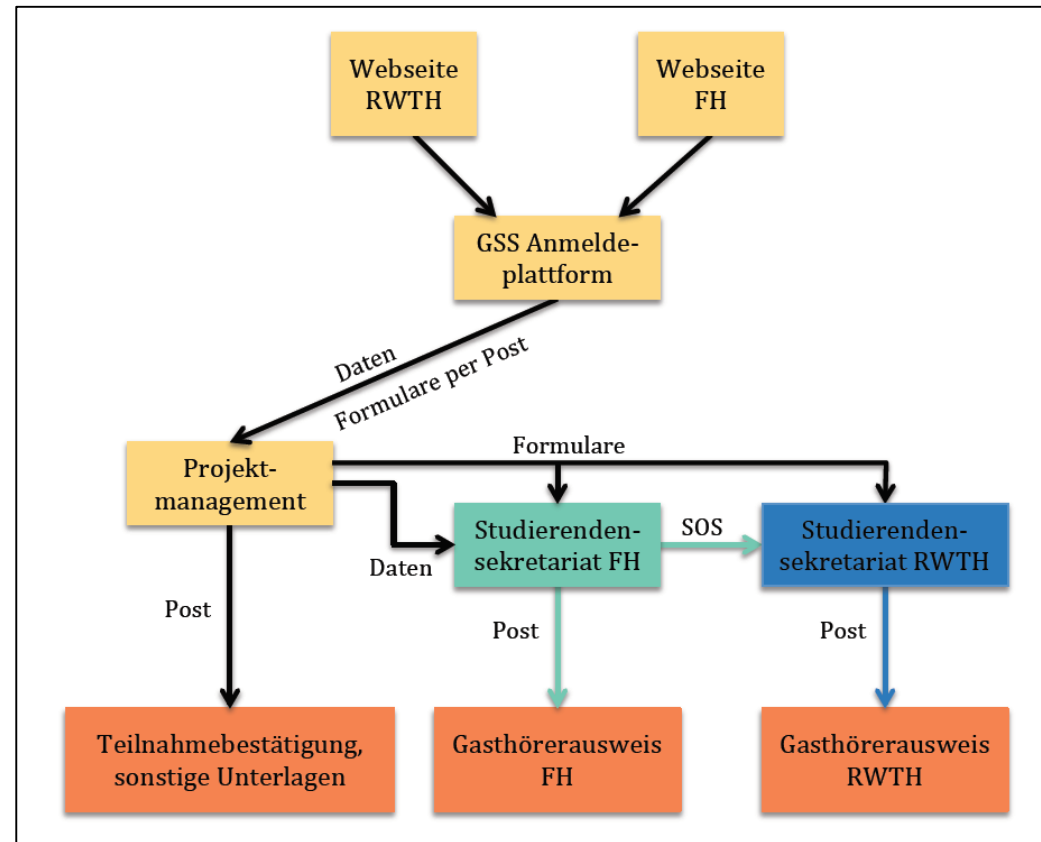 Webseite
RWTH
Webseite
FH
GSS Anmelde-
plattform
Daten
Formulare per Post
Projekt-
management
Formulare
Daten
Studierenden-
sekretariat FH
SOS
Studierenden-
sekretariat RWTH
Post
Post
Post
Teilnahmebestätigung,
sonstige Unterlagen
Gasthörerausweis
FH
Gasthörerausweis
RWTH